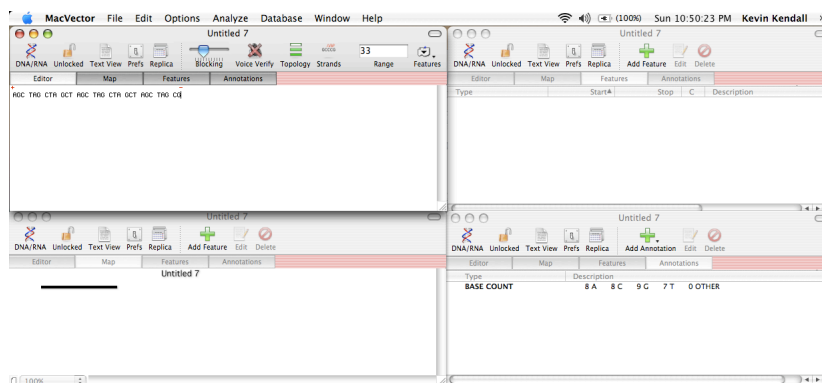 MacVector File Edit Options Analyze Database Window Help (100%) Sun 10:50:23 PM Kevin Kendall
Untitled 7
33
DNA/RNA Unlocked Text View Prefs Replica Blocking Voice Verify Topology Strands Range Features
Editor Map Features Annotations
AGC TAG CTA GCT AGC TAG CTA GCT AGC TAG CG
Untitled 7
DNA/RNA Unlocked Text View Prefs Replica Add Feature Edit Delete
Editor Map Features Annotations
Type Start Stop C Description
Untitled 7
DNA/RNA Unlocked Text View Prefs Replica Add Feature Edit Delete
Editor Map Features Annotations
Untitled 7
100%
Untitled 7
DNA/RNA Unlocked Text View Prefs Replica Add Annotation Edit Delete
Editor Map Features Annotations
Type Description
BASE COUNT 8 A 8 C 9 G 7 T 0 OTHER